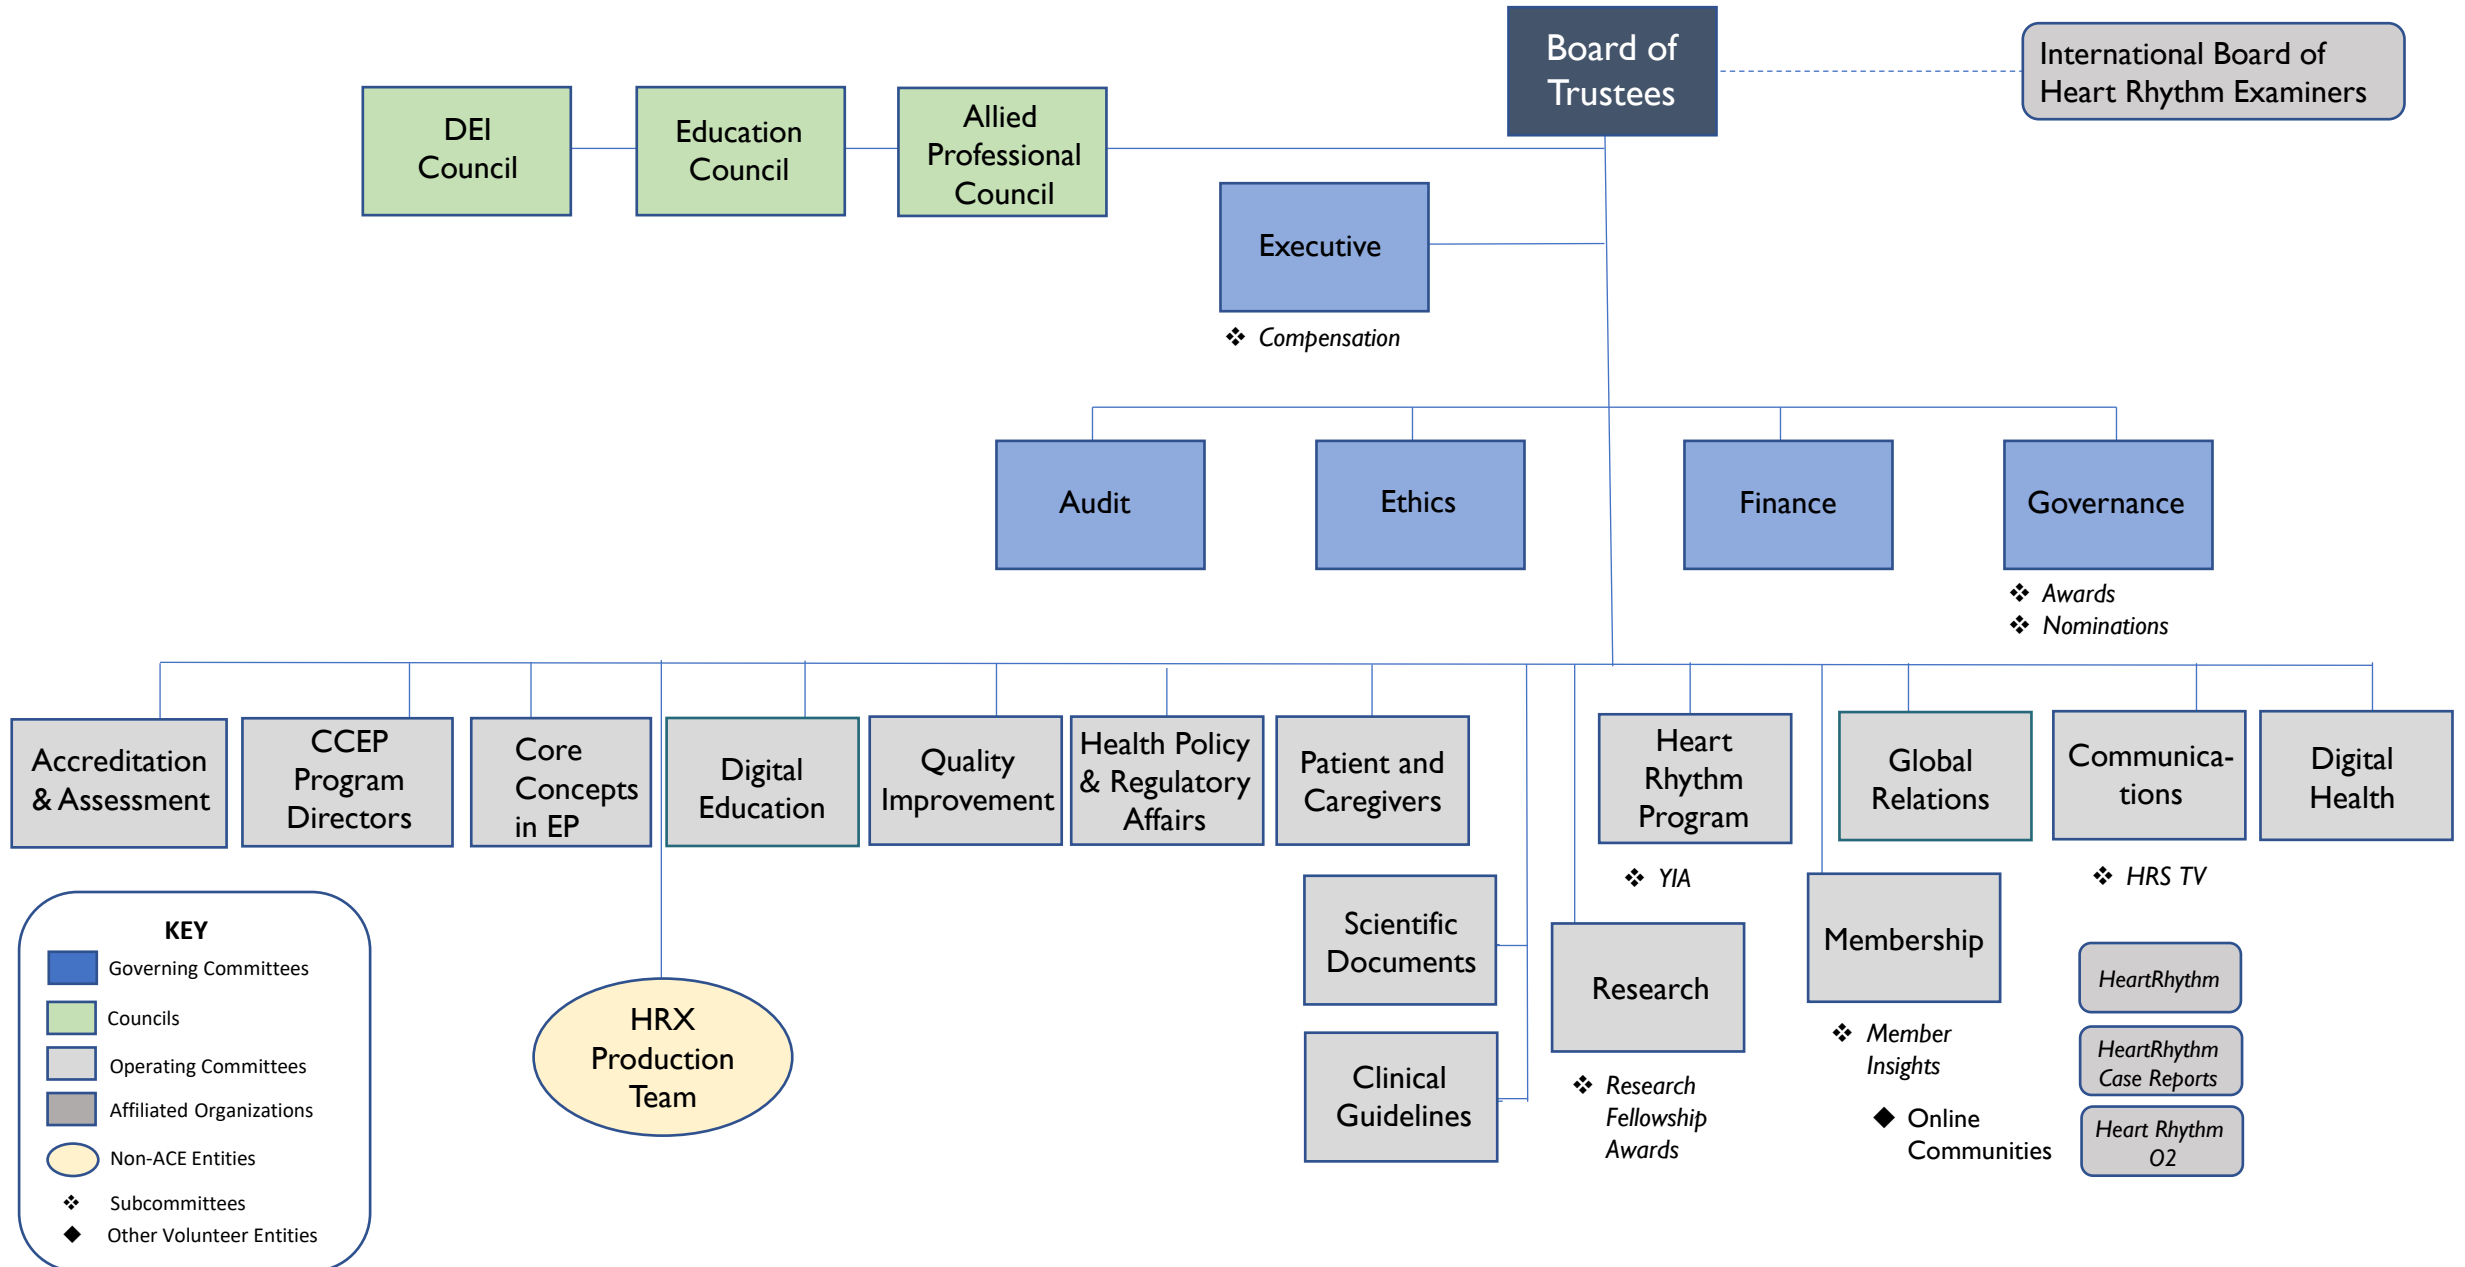 Board of
Trustees
International Board of
Heart Rhythm Examiners
DEI
Council
Education
Council
Allied
Professional
Council
Executive
❖ Compensation
Audit
Ethics
Finance
Governance
❖ Awards
❖ Nominations
Accreditation
& Assessment
CCEP
Program
Directors
Core
Concepts
in EP
Digital
Education
Quality
Improvement
Health Policy
& Regulatory
Affairs
Patient and
Caregivers
Heart
Rhythm
Program
❖ YIA
Global
Relations
Communica-
tions
❖ HRS TV
Digital
Health
Scientific
Documents
Clinical
Guidelines
Research
❖ Research
Fellowship
Awards
Membership
❖ Member
Insights
◆ Online
Communities
HeartRhythm
HeartRhythm
Case Reports
Heart Rhythm
O2
HRX
Production
Team
KEY
Governing Committees
Councils
Operating Committees
Affiliated Organizations
Non-ACE Entities
❖ Subcommittees
◆ Other Volunteer Entities